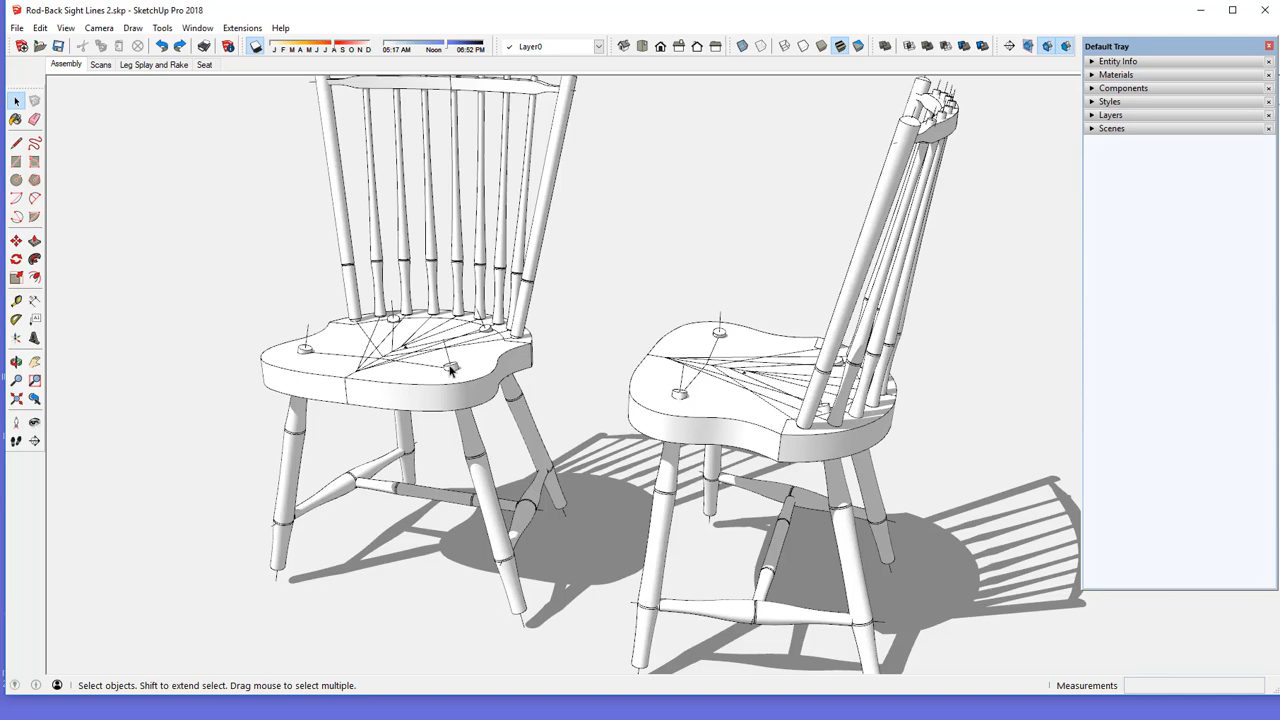 Rod-Back Sight Lines 2.skp - SketchUp Pro 2018
File Edit View Camera Draw Tools Window Extensions Help
J F M A M J J A S O N D 05:17 AM Noon 06:52 PM Layer0
Assembly Scans Leg Splay and Rake Seat
Default Tray
Entity Info
Materials
Components
Styles
Layers
Scenes
Select objects. Shift to extend select. Drag mouse to select multiple.
Measurements